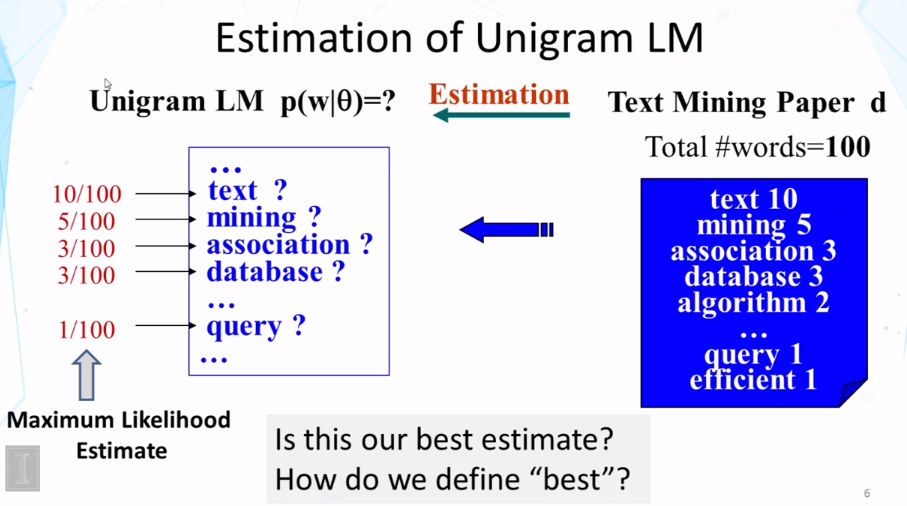 Estimation of Unigram LM
Unigram LM p(w|θ)=?
Estimation
Text Mining Paper d
Total #words=100
10/100
5/100
3/100
3/100
1/100
Maximum Likelihood
Estimate
…
text ?
mining ?
association ?
database ?
…
query ?
…
text 10
mining 5
association 3
database 3
algorithm 2
…
query 1
efficient 1
Is this our best estimate?
How do we define “best”?
I
6